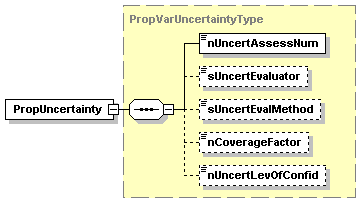 PropVarUncertaintyType
nUncertAssessNum
sUncertEvaluator
sUncertEvalMethod
PropUncertainty
nCoverageFactor
nUncertLevOfConfid